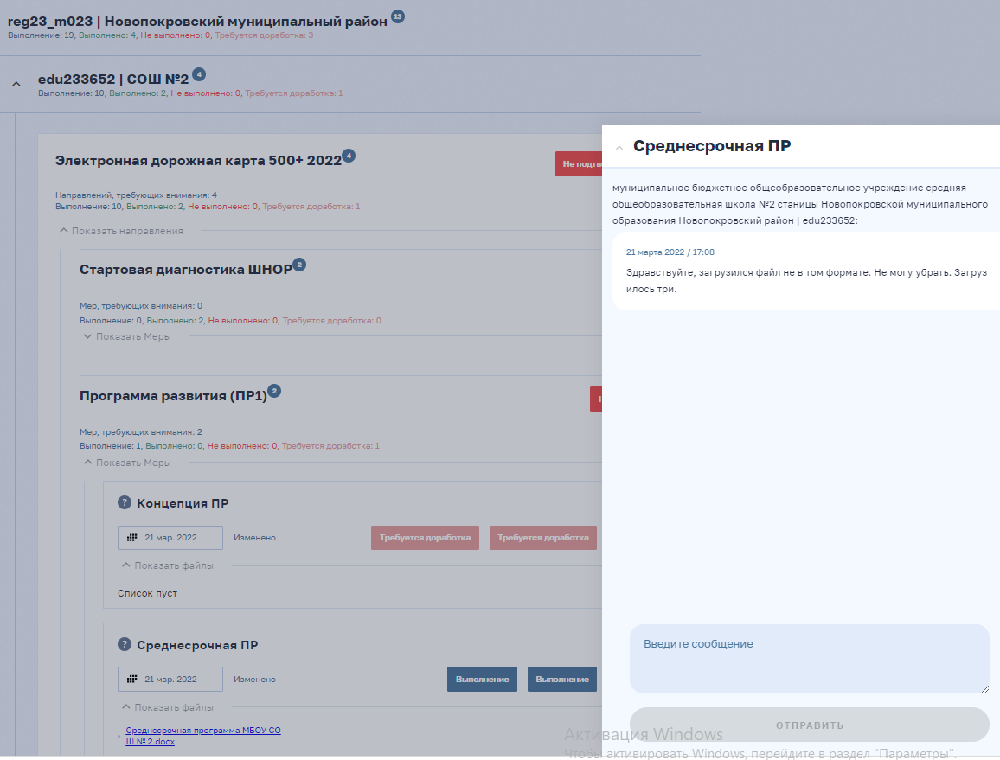 reg23_m023 | Новопокровский муниципальный район 13
Выполнение: 19, Выполнено: 4, Не выполнено: 0, Требуется доработка: 3
edu233652 | СОШ №2 4
Выполнение: 10, Выполнено: 2, Не выполнено: 0, Требуется доработка: 1
Электронная дорожная карта 500+ 2022 4
Не подтве
Направлений, требующих внимания: 4
Выполнение: 10, Выполнено: 2, Не выполнено: 0, Требуется доработка: 1
Показать направления
Стартовая диагностика ШНОР 2
Мер, требующих внимания: 0
Выполнение: 0, Выполнено: 2, Не выполнено: 0, Требуется доработка: 0
Показать Меры
Программа развития (ПР1) 2
Мер, требующих внимания: 2
Выполнение: 1, Выполнено: 0, Не выполнено: 0, Требуется доработка: 1
Показать Меры
? Концепция ПР
21 мар. 2022 Изменено Требуется доработка Требуется доработка
Показать файлы
Список пуст
? Среднесрочная ПР
21 мар. 2022 Изменено Выполнение Выполнение
Показать файлы
Среднесрочная программа МБОУ СО
Ш № 2.docx
Среднесрочная ПР
муниципальное бюджетное общеобразовательное учреждение средняя
общеобразовательная школа №2 станицы Новопокровской муниципального
образования Новопокровский район | edu233652:
21 марта 2022 / 17:08
Здравствуйте, загрузился файл не в том формате. Не могу убрать. Загруз
илось три.
Введите сообщение
ОТПРАВИТЬ
Активация Windows
Чтобы активировать Windows, перейдите в раздел "Параметры".